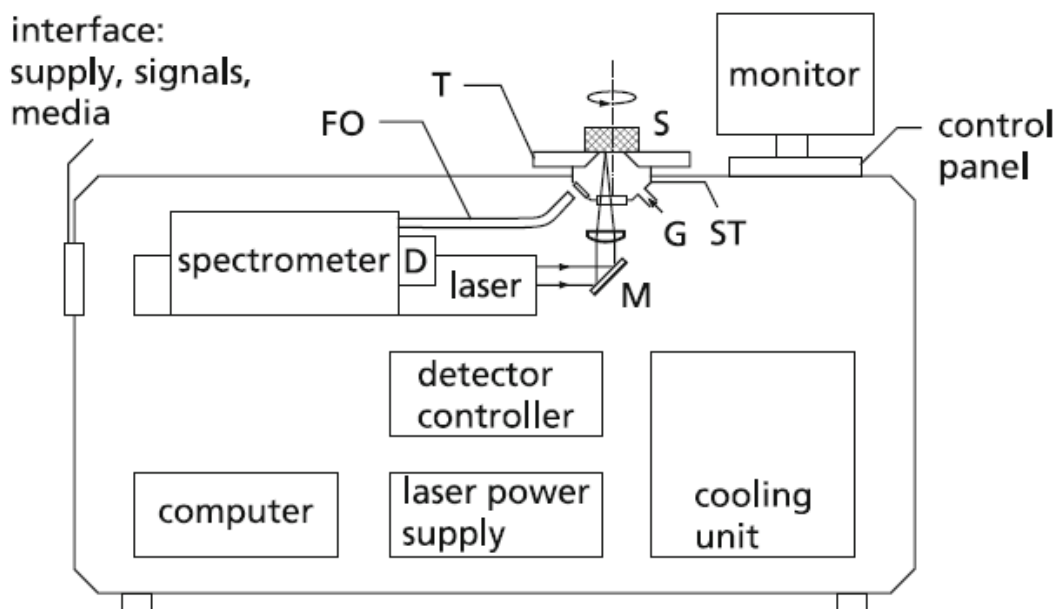 interface:
supply, signals,
media
T
FO
S
monitor
control
panel
G
ST
spectrometer
D
laser
M
detector
controller
computer
laser power
supply
cooling
unit